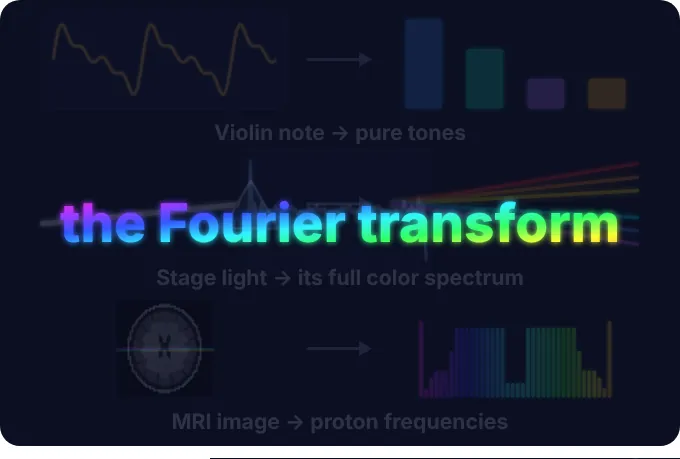 Violin note → pure tones
the Fourier transform
Stage light → its full color spectrum
MRI image → proton frequencies